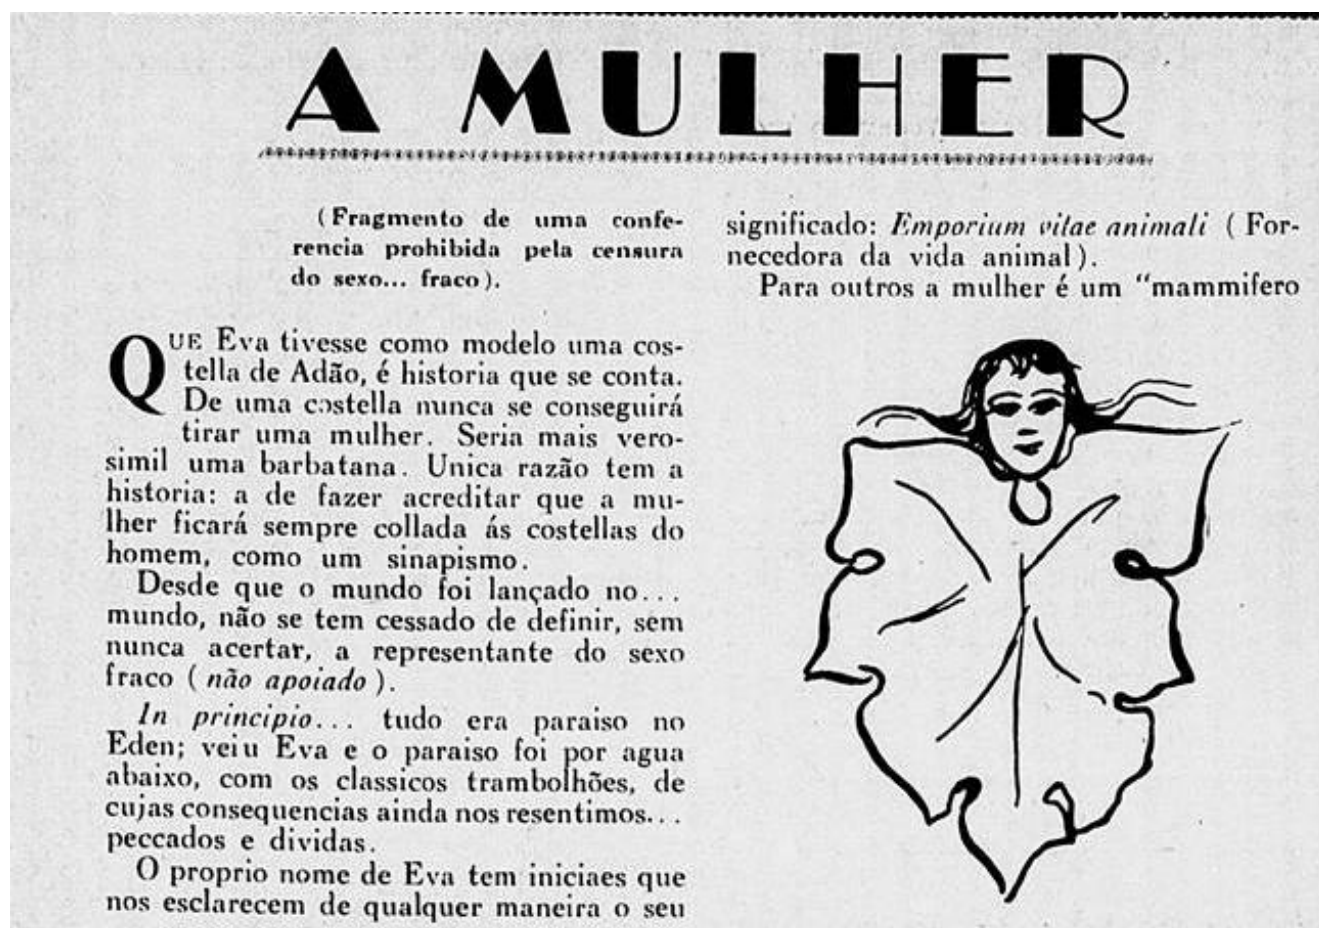 A MULHER
(Fragmento de uma confe-
rencia prohibida pela censura
do sexo... fraco).
QUE Eva tivesse como modelo uma cos-
tella de Adão, é historia que se conta.
De uma costella nunca se conseguirá
tirar uma mulher. Seria mais vero-
simil uma barbatana. Unica razão tem a
historia: a de fazer acreditar que a mu-
lher ficará sempre collada ás costellas do
homem, como um sinapismo.
Desde que o mundo foi lançado no...
mundo, não se tem cessado de definir, sem
nunca acertar, a representante do sexo
fraco (não apoiado).
In principio... tudo era paraiso no
Eden; veiu Eva e o paraiso foi por agua
abaixo, com os classicos trambolhões, de
cujas consequencias ainda nos resentimos...
peccados e dividas.
O proprio nome de Eva tem iniciaes que
nos esclarecem de qualquer maneira o seu
significado: Emporium vitae animali (For-
necedora da vida animal).
Para outros a mulher é um "mammifero